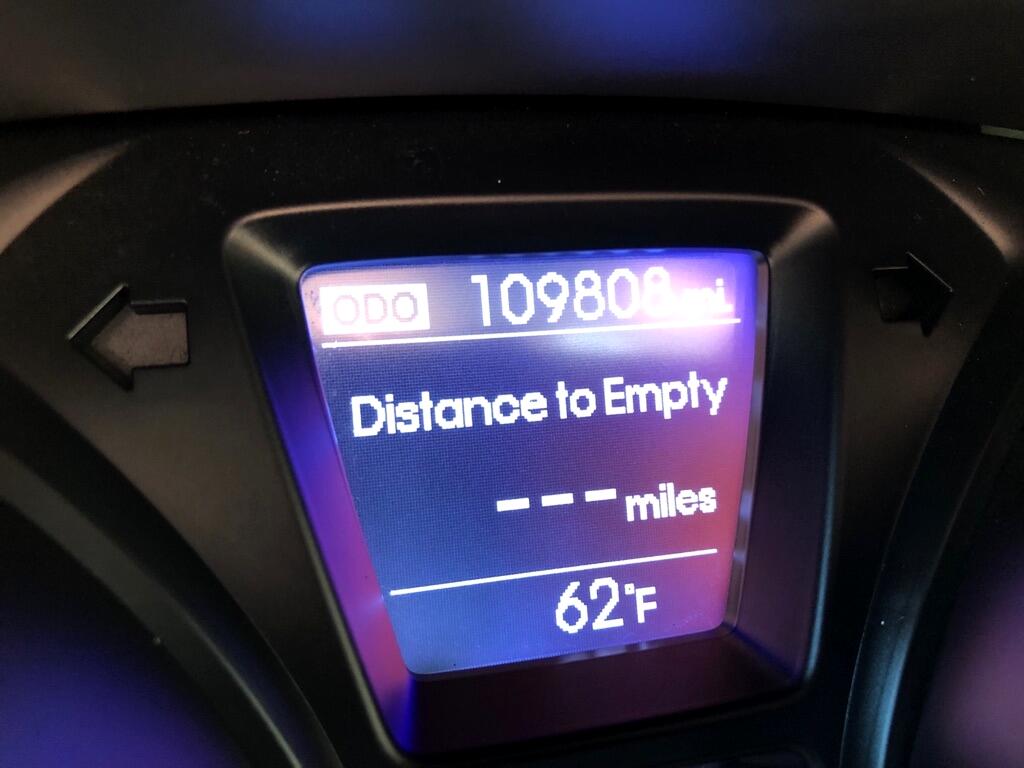 ODO 109808 mi
Distance to Empty
--- miles
62°F